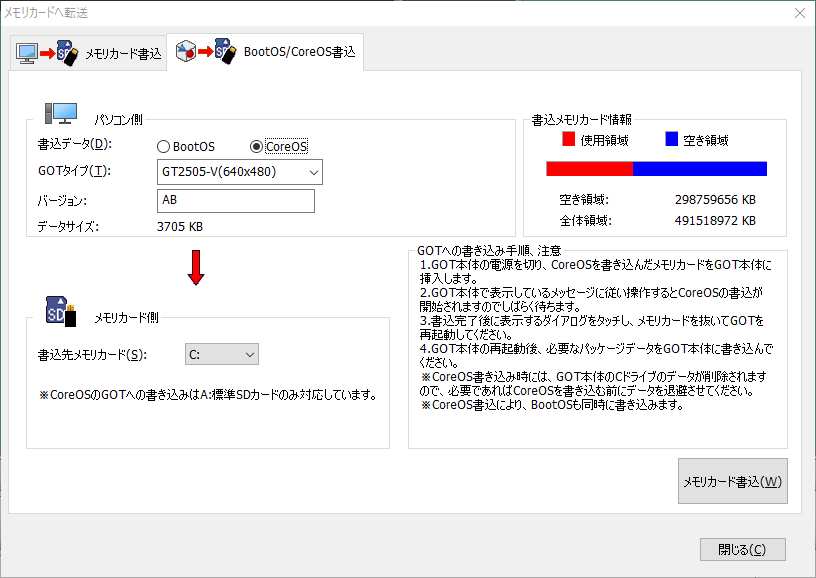 メモリカードへ転送
メモリカード書込
BootOS/CoreOS書込
パソコン側
書込データ(D):
BootOS
CoreOS
GOTタイプ(T):
GT2505-V(640x480)
バージョン:
AB
データサイズ:
3705 KB
書込メモリカード情報
使用領域
空き領域
空き領域:
298759656 KB
全体領域:
491518972 KB
メモリカード側
書込先メモリカード(S):
C:
※CoreOSのGOTへの書き込みはA:標準SDカードのみ対応しています。
GOTへの書き込み手順、注意
1.GOT本体の電源を切り、CoreOSを書き込んだメモリカードをGOT本体に
挿入します。
2.GOT本体で表示しているメッセージに従い操作するとCoreOSの書込が
開始されますのでしばらく待ちます。
3.書込完了後に表示するダイアログをタッチし、メモリカードを抜いてGOTを
再起動してください。
4.GOT本体の再起動後、必要なパッケージデータをGOT本体に書き込んで
ください。
※CoreOS書き込み時には、GOT本体のCドライブのデータが削除されます
ので、必要であればCoreOSを書き込む前にデータを退避させてください。
※CoreOS書込により、BootOSも同時に書き込みます。
メモリカード書込(W)
閉じる(C)